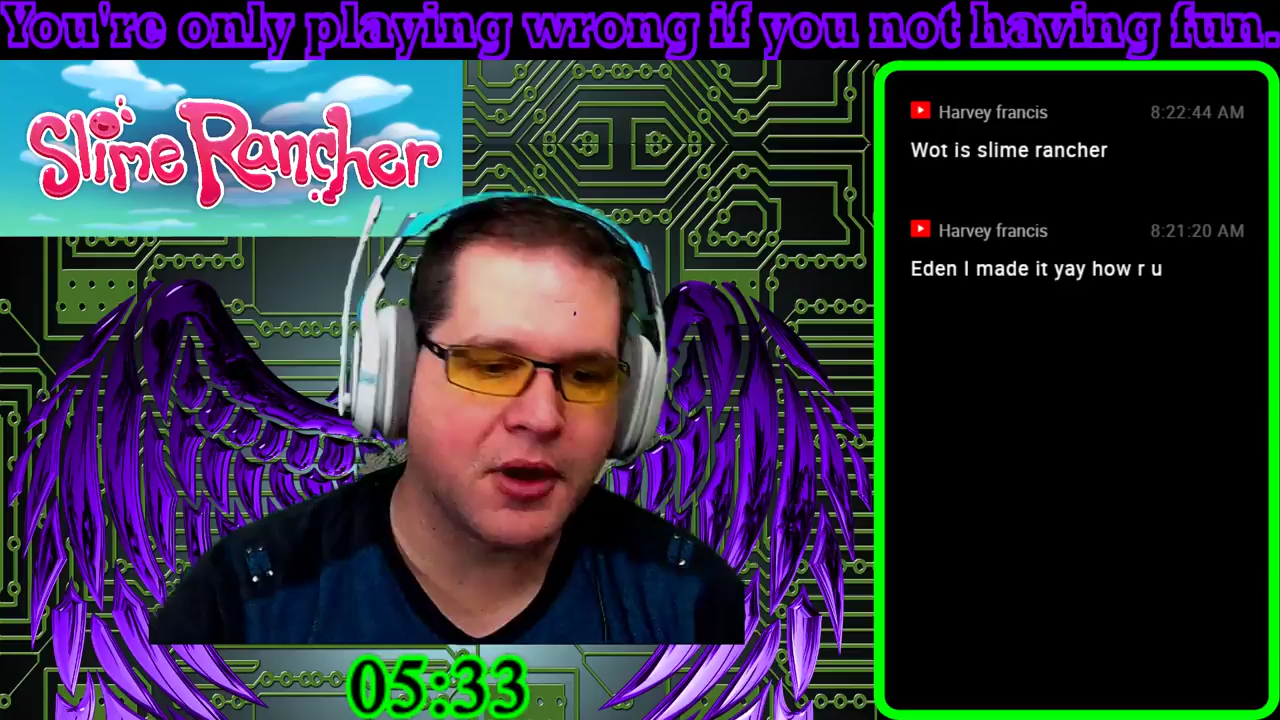 You're only playing wrong if you not having fun.
Slime Rancher
Harvey francis 8:22:44 AM
Wot is slime rancher
Harvey francis 8:21:20 AM
Eden I made it yay how r u
05:33